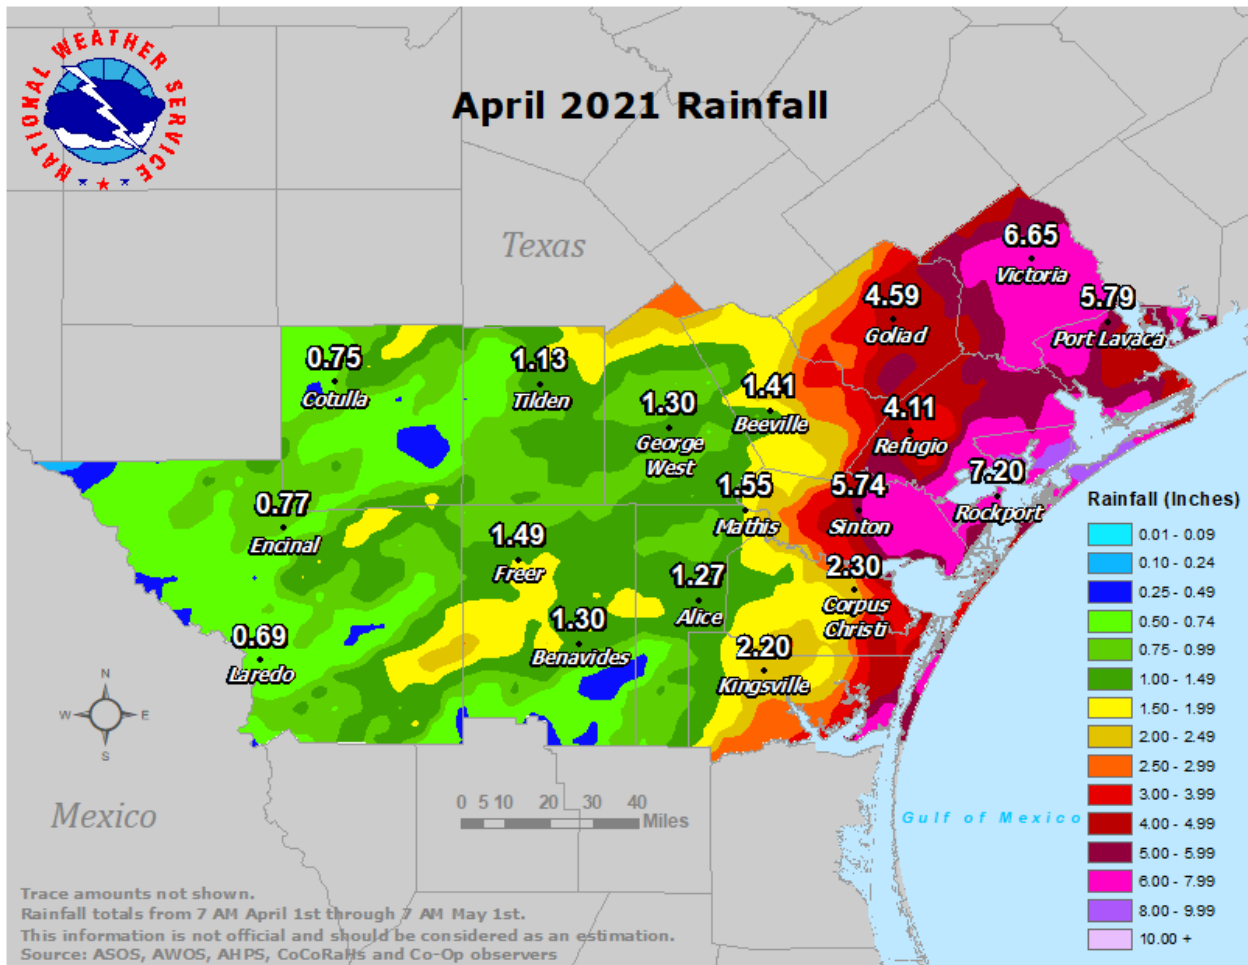 NATIONAL WEATHER SERVICE
April 2021 Rainfall
Texas
6.65
Victoria
5.79
Port Lavaca
4.59
Goliad
0.75
Cotulla
1.13
Tilden
1.30
George
West
1.41
Beeville
4.11
Refugio
0.77
Encinal
1.49
Freer
1.55
Mathis
5.74
Sinton
7.20
Rockport
1.27
Alice
2.30
Corpus
Christi
0.69
Laredo
1.30
Benavides
2.20
Kingsville
N
W E
S
Mexico
0 5 10 20 30 40
Miles
Gulf of Mexico
Rainfall (Inches)
0.01 - 0.09
0.10 - 0.24
0.25 - 0.49
0.50 - 0.74
0.75 - 0.99
1.00 - 1.49
1.50 - 1.99
2.00 - 2.49
2.50 - 2.99
3.00 - 3.99
4.00 - 4.99
5.00 - 5.99
6.00 - 7.99
8.00 - 9.99
10.00 +
Trace amounts not shown.
Rainfall totals from 7 AM April 1st through 7 AM May 1st.
This information is not official and should be considered as an estimation.
Source: ASOS, AWOS, AHPS, CoCoRaHs and Co-Op observers